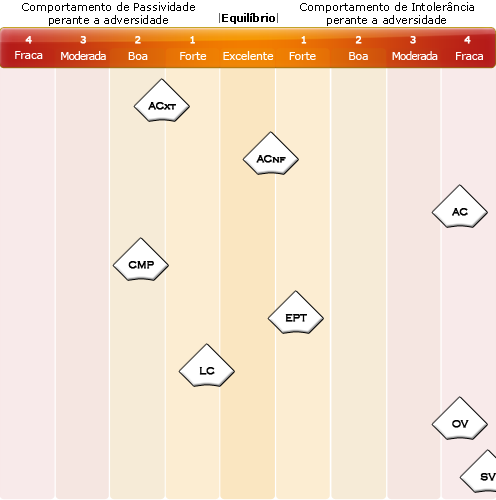 Comportamento de Passividade
perante a adversidade
|Equilíbrio|
Comportamento de Intolerância
perante a adversidade
4 3 2 1 1 2 3 4
Fraca Moderada Boa Forte Excelente Forte Boa Moderada Fraca
ACXT
ACNF
AC
CMP
EPT
LC
OV
SV